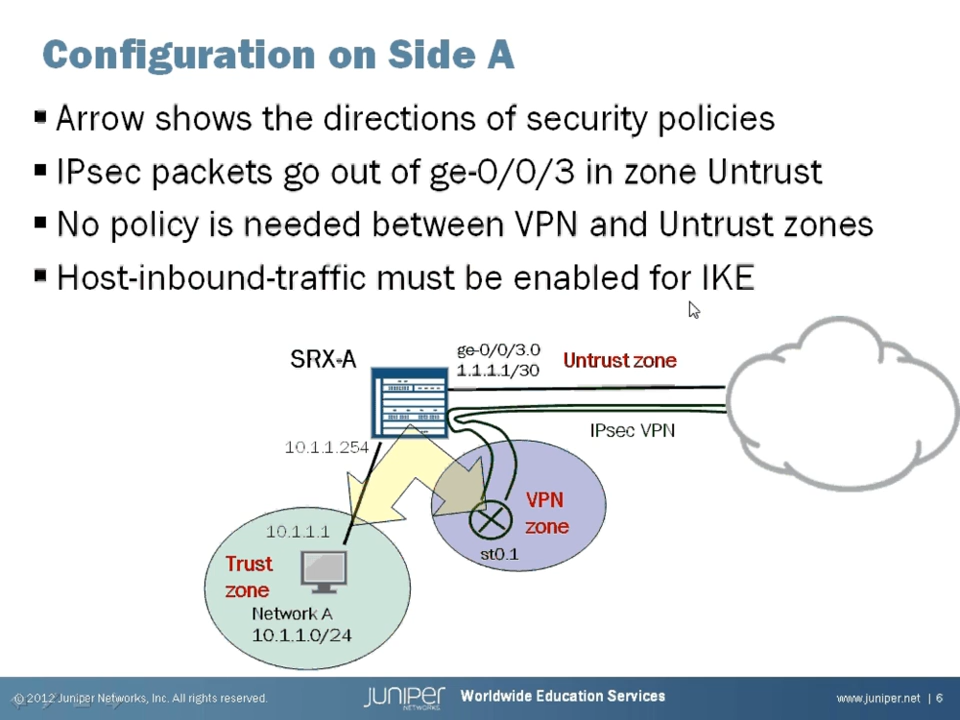 Configuration on Side A
Arrow shows the directions of security policies
IPsec packets go out of ge-0/0/3 in zone Untrust
No policy is needed between VPN and Untrust zones
Host-inbound-traffic must be enabled for IKE
SRX-A
ge-0/0/3.0
1.1.1.1/30
Untrust zone
IPsec VPN
10.1.1.254
VPN
zone
st0.1
10.1.1.1
Trust
zone
Network A
10.1.1.0/24
© 2012 Juniper Networks, Inc. All rights reserved.
JUNIPER
NETWORKS
Worldwide Education Services
www.juniper.net | 6